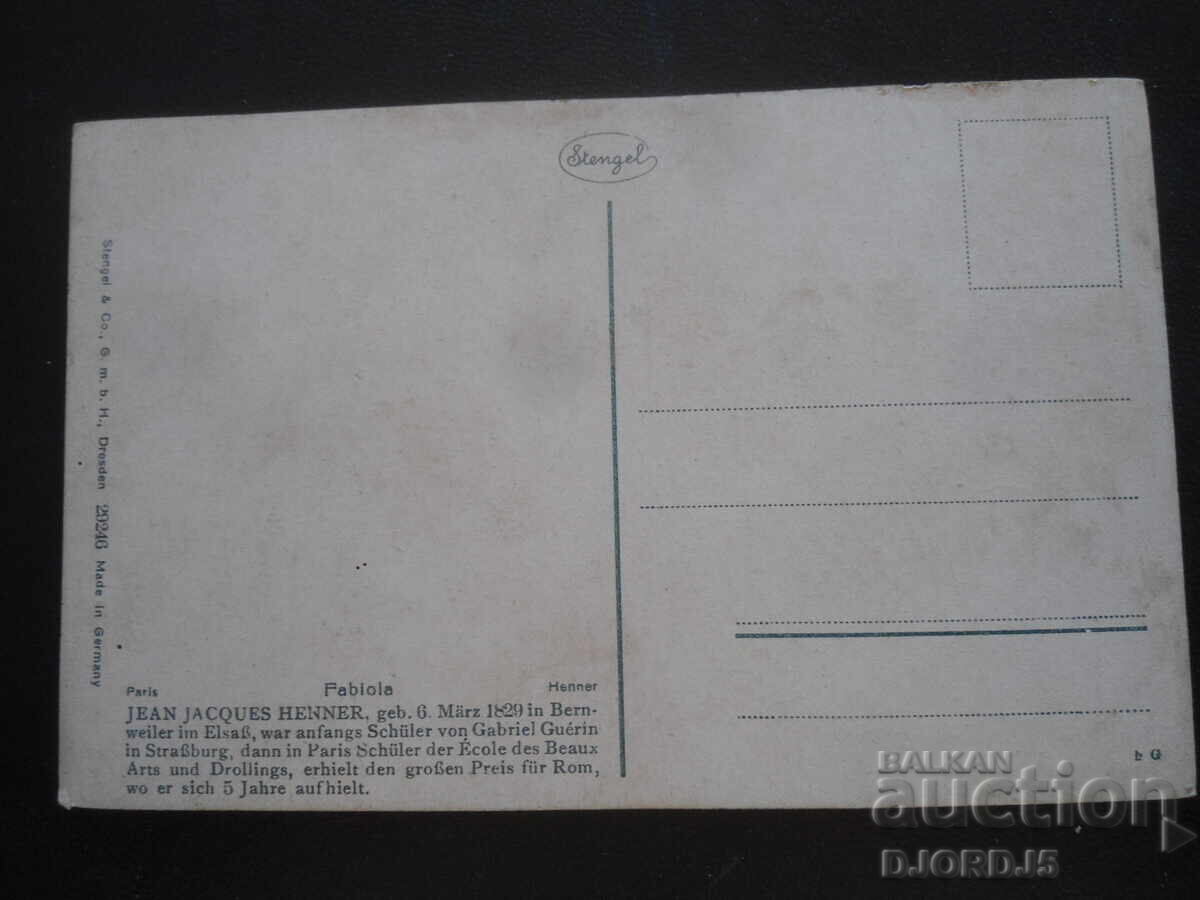 Stengel
Stengel & Co., G. m. b. H., Dresden 29246 Made in Germany
Paris Fabiola Henner
JEAN JACQUES HENNER, geb. 6. März 1829 in Bern-
weiler im Elsaß, war anfangs Schüler von Gabriel Guérin
in Straßburg, dann in Paris Schüler der École des Beaux
Arts und Drollings, erhielt den großen Preis für Rom,
wo er sich 5 Jahre aufhielt.
G
BALKAN
auction
DJORDJ5